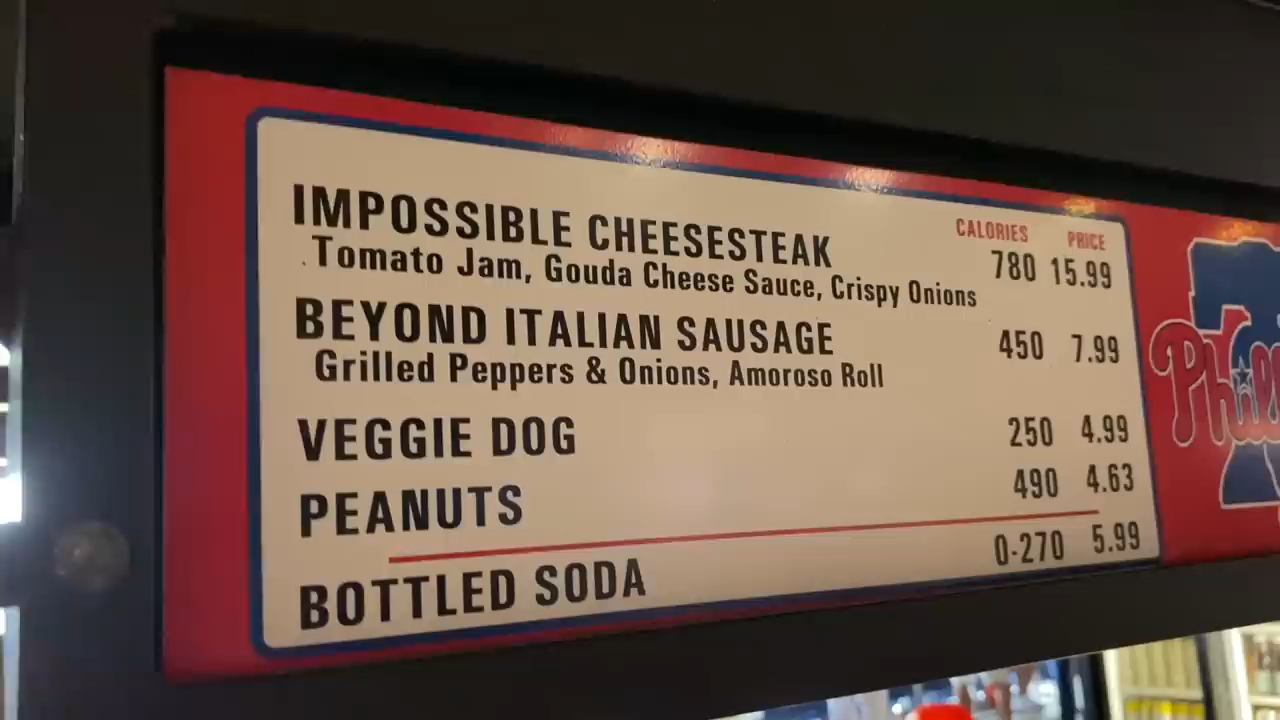 CALORIES PRICE
IMPOSSIBLE CHEESESTEAK 780 15.99
Tomato Jam, Gouda Cheese Sauce, Crispy Onions
BEYOND ITALIAN SAUSAGE 450 7.99
Grilled Peppers & Onions, Amoroso Roll
VEGGIE DOG 250 4.99
PEANUTS 490 4.63
BOTTLED SODA 0-270 5.99